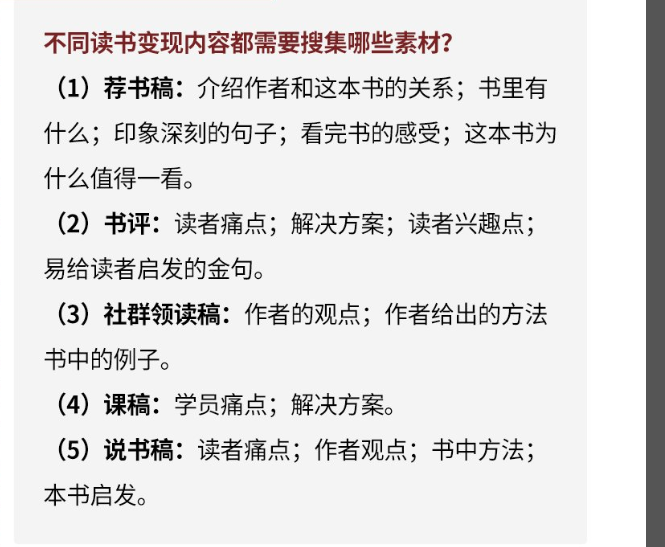 不同读书变现内容都需要搜集哪些素材？
（1）荐书稿：介绍作者和这本书的关系；书里有
什么；印象深刻的句子；看完书的感受；这本书为
什么值得一看。
（2）书评：读者痛点；解决方案；读者兴趣点；
易给读者启发的金句。
（3）社群领读稿：作者的观点；作者给出的方法
书中的例子。
（4）课稿：学员痛点；解决方案。
（5）说书稿：读者痛点；作者观点；书中方法；
本书启发。